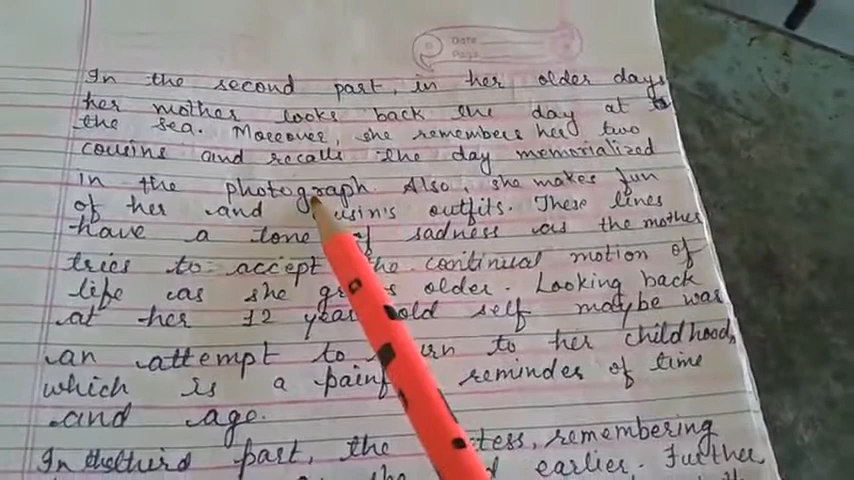 Date
Page
In the second part, in her older days
her mother looks back the day at
the sea. Moreover, she remembers her two
cousins and recalls the day memorialized
in the photograph. Also, she makes fun
of her and usin's outfits. These lines
have a tone of sadness as the mother
tries to accept the continual motion of
life as she older. Looking back
at her 12 year old self maybe was
an attempt to to her childhood,
which is a reminder of time
and age.
In the third part, the remembering
earlier. Further